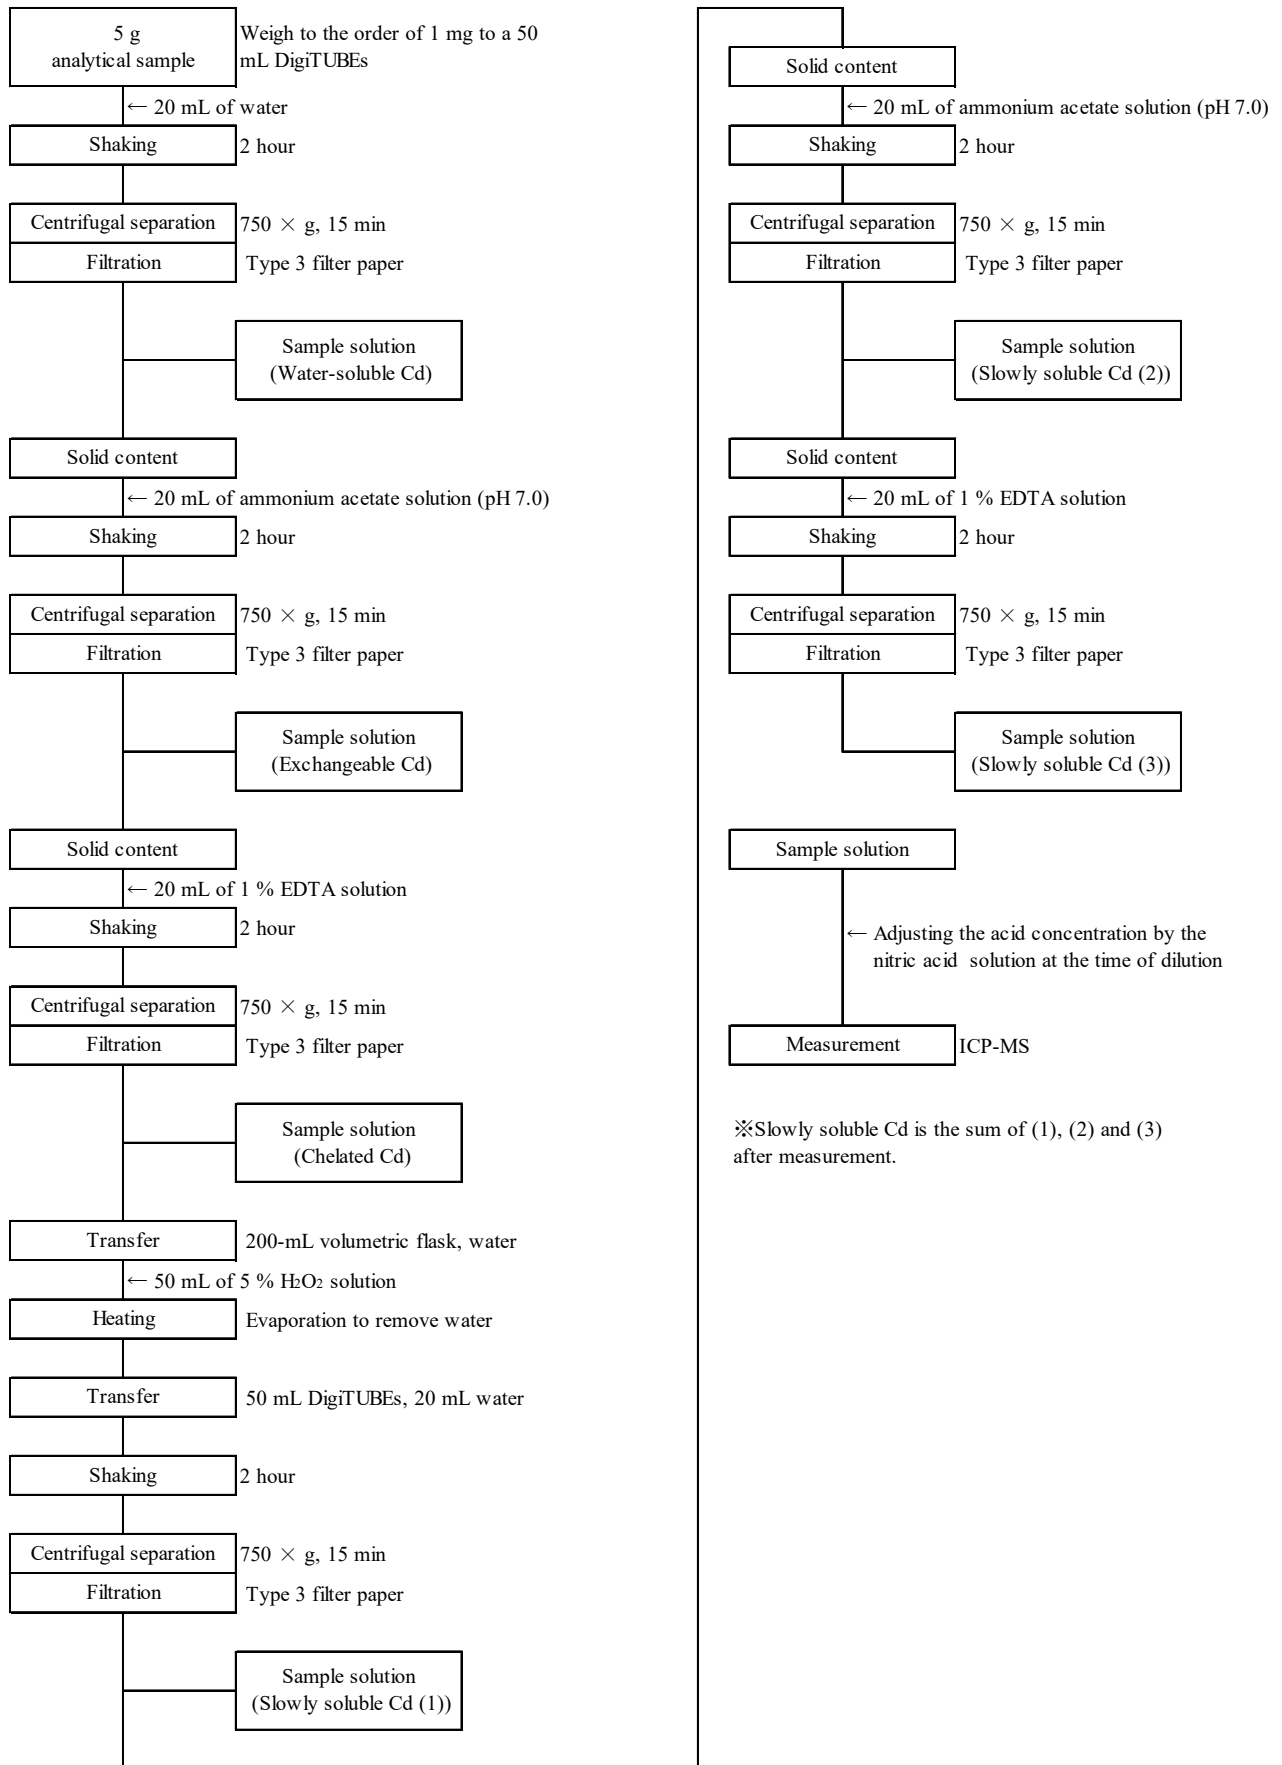 5 g
analytical sample
Weigh to the order of 1 mg to a 50
mL DigiTUBEs
← 20 mL of water
Shaking
2 hour
Centrifugal separation
750 × g, 15 min
Filtration
Type 3 filter paper
Sample solution
(Water-soluble Cd)
Solid content
← 20 mL of ammonium acetate solution (pH 7.0)
Shaking
2 hour
Centrifugal separation
750 × g, 15 min
Filtration
Type 3 filter paper
Sample solution
(Exchangeable Cd)
Solid content
← 20 mL of 1 % EDTA solution
Shaking
2 hour
Centrifugal separation
750 × g, 15 min
Filtration
Type 3 filter paper
Sample solution
(Chelated Cd)
Transfer
200-mL volumetric flask, water
← 50 mL of 5 % H₂O₂ solution
Heating
Evaporation to remove water
Transfer
50 mL DigiTUBEs, 20 mL water
Shaking
2 hour
Centrifugal separation
750 × g, 15 min
Filtration
Type 3 filter paper
Sample solution
(Slowly soluble Cd (1))
Solid content
← 20 mL of ammonium acetate solution (pH 7.0)
Shaking
2 hour
Centrifugal separation
750 × g, 15 min
Filtration
Type 3 filter paper
Sample solution
(Slowly soluble Cd (2))
Solid content
← 20 mL of 1 % EDTA solution
Shaking
2 hour
Centrifugal separation
750 × g, 15 min
Filtration
Type 3 filter paper
Sample solution
(Slowly soluble Cd (3))
Sample solution
← Adjusting the acid concentration by the
nitric acid solution at the time of dilution
Measurement
ICP-MS
※Slowly soluble Cd is the sum of (1), (2) and (3)
after measurement.